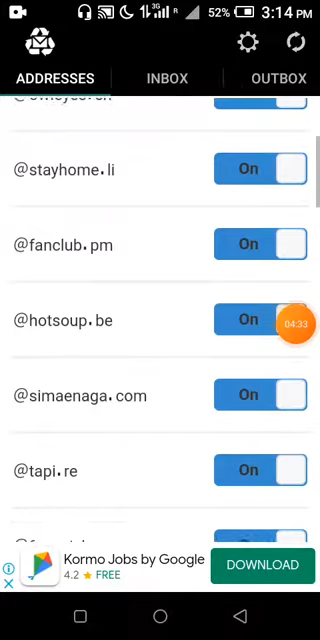 3G
R
52%
3:14 PM
ADDRESSES
INBOX
OUTBOX
@stayhome.li
On
@fanclub.pm
On
@hotsoup.be
On
04:33
@simaenaga.com
On
@tapi.re
On
Kormo Jobs by Google
4.2 ★ FREE
DOWNLOAD